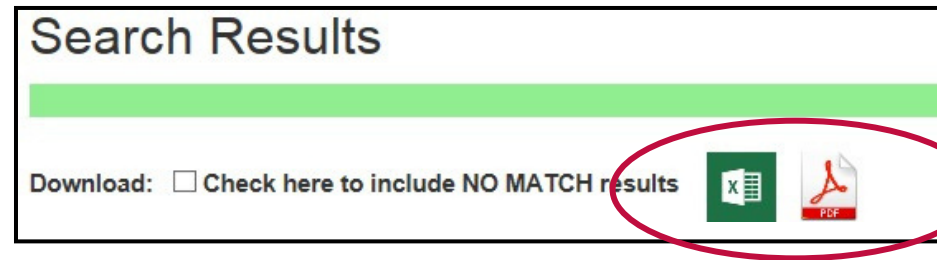 Search Results
Download: Check here to include NO MATCH results
PDF